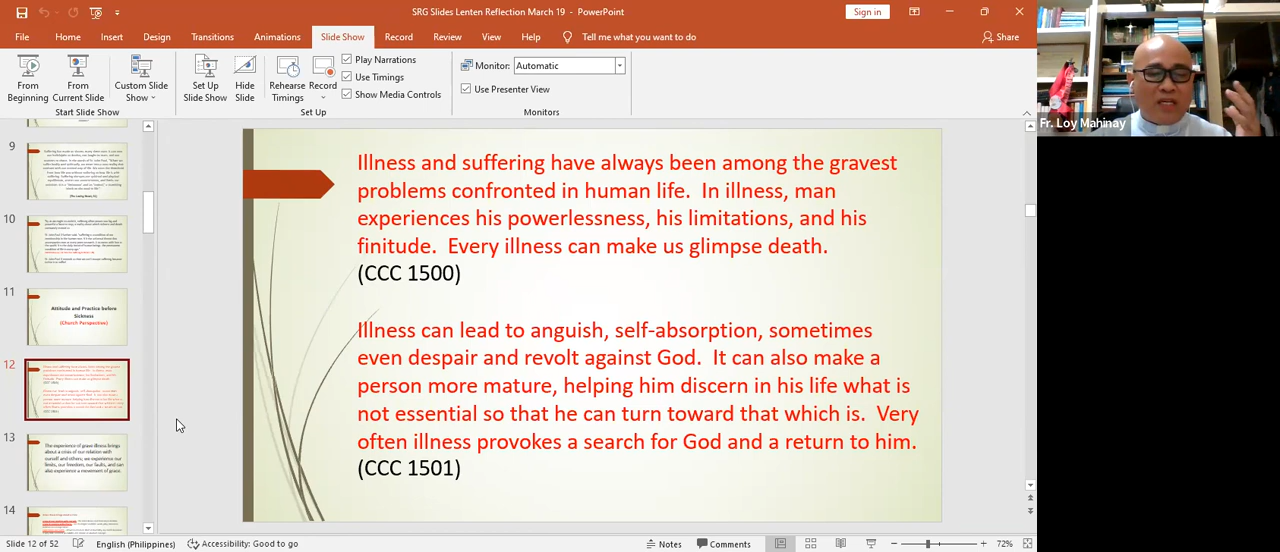 SRG Slides Lenten Reflection March 19 - PowerPoint
Sign in
File Home Insert Design Transitions Animations Slide Show Record Review View Help Tell me what you want to do Share
From Beginning
From Current Slide
Custom Slide Show
Set Up Slide Show
Hide Slide
Rehearse Timings
Record
Play Narrations
Use Timings
Show Media Controls
Monitor: Automatic
Use Presenter View
Start Slide Show
Set Up
Monitors
Fr. Loy Mahinay
9
10
11
Attitude and Practice before
Sickness
(Church Perspective)
12
13
The experience of grave illness brings
about a crisis of our relation with
ourself and others; we experience our
limits, our freedom, our faults, and can
also experience a movement of grace.
14
Illness and suffering have always been among the gravest
problems confronted in human life. In illness, man
experiences his powerlessness, his limitations, and his
finitude. Every illness can make us glimpse death.
(CCC 1500)
Illness can lead to anguish, self-absorption, sometimes
even despair and revolt against God. It can also make a
person more mature, helping him discern in his life what is
not essential so that he can turn toward that which is. Very
often illness provokes a search for God and a return to him.
(CCC 1501)
Slide 12 of 52
English (Philippines)
Accessibility: Good to go
Notes
Comments
72%